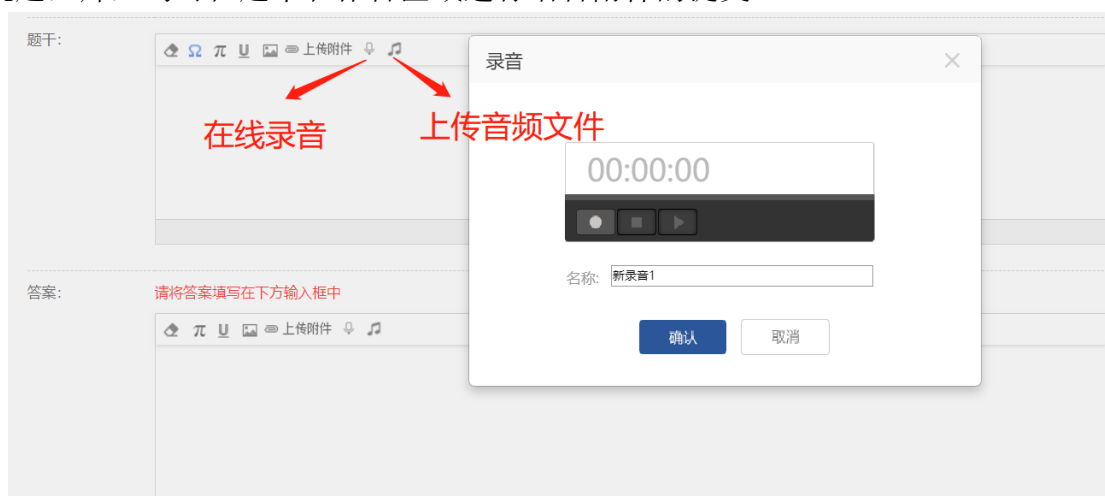 题干:
上传附件
录音
在线录音
上传音频文件
00:00:00
名称:
新录音1
答案:
请将答案填写在下方输入框中
上传附件
确认
取消